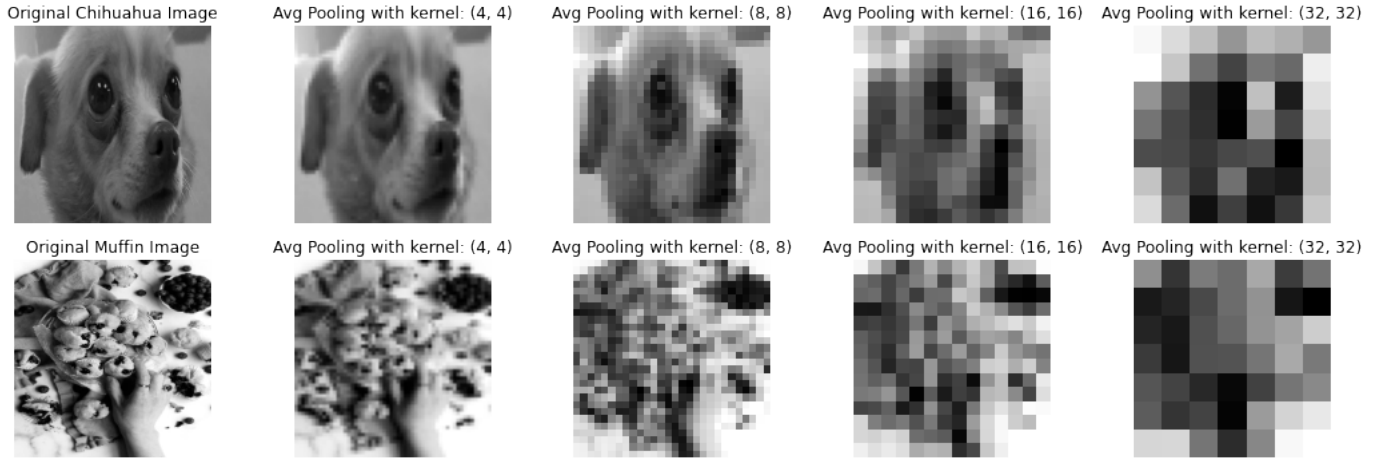 Original Chihuahua Image
Avg Pooling with kernel: (4, 4)
Avg Pooling with kernel: (8, 8)
Avg Pooling with kernel: (16, 16)
Avg Pooling with kernel: (32, 32)
Original Muffin Image
Avg Pooling with kernel: (4, 4)
Avg Pooling with kernel: (8, 8)
Avg Pooling with kernel: (16, 16)
Avg Pooling with kernel: (32, 32)